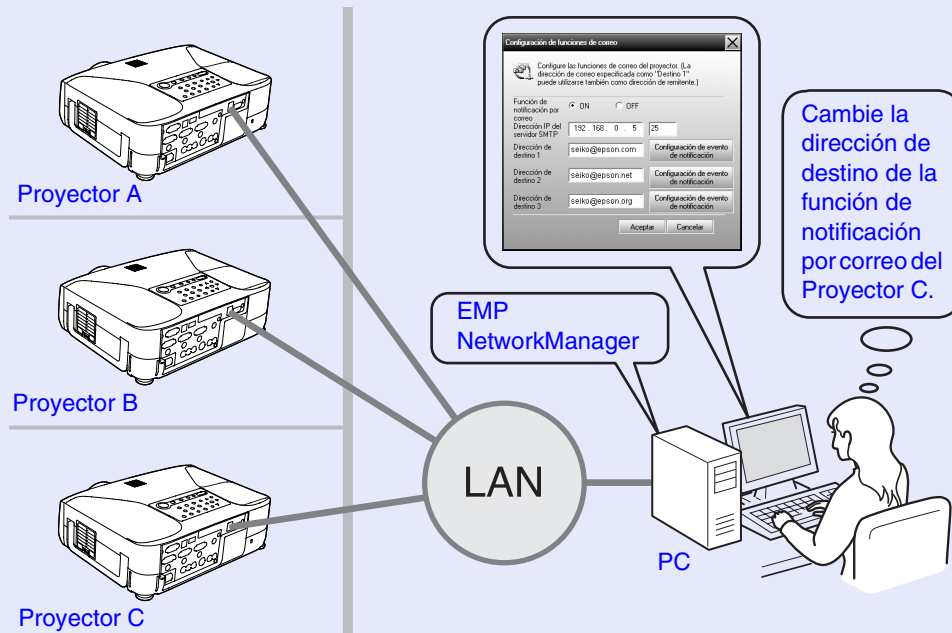 Configuración de funciones de correo
Configure las funciones de correo del proyector. (La
dirección de correo especificada como "Destino 1"
puede utilizarse también como dirección de remitente.)
Función de
notificación por
correo
ON
OFF
Dirección IP del
servidor SMTP
192 . 168 . 0 . 5
25
Dirección de
destino 1
seiko@epson.com
Configuración de evento
de notificación
Dirección de
destino 2
seiko@epson.net
Configuración de evento
de notificación
Dirección de
destino 3
seiko@epson.org
Configuración de evento
de notificación
Aceptar
Cancelar
Cambie la
dirección de
destino de la
función de
notificación
por correo del
Proyector C.
Proyector A
EMP
NetworkManager
Proyector B
LAN
PC
Proyector C